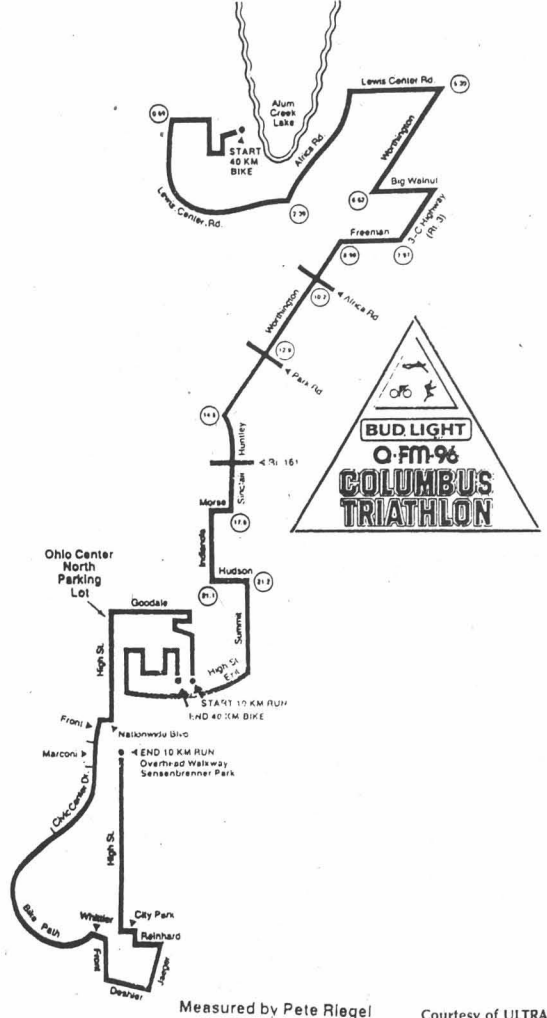 Alum
Creek
Lake
START
40 KM
BIKE
Lewis Center Rd.
Lewis Center Rd.
Africa Rd.
Worthington
Big Walnut
3-C Highway
(Rt. 3)
Freeman
Worthington
Africa Rd
Park Rd
Huntley
Rt. 161
Sinclair
Morse
Indianola
Hudson
Summit
High St.
Exit
BUD LIGHT
Q-FM-96
COLUMBUS
TRIATHLON
Ohio Center
North
Parking
Lot
Goodale
High St.
START 10 KM RUN
END 40 KM BIKE
Front
Nationwide Blvd
Marconi
END 10 KM RUN
Overhead Walkway
Sensenbrenner Park
Civic Center Dr.
High St.
Bike Path
Whittler
City Park
Reinhard
Front
Jaeger
Deshler
Measured by Pete Riegel
Courtesy of ULTRA